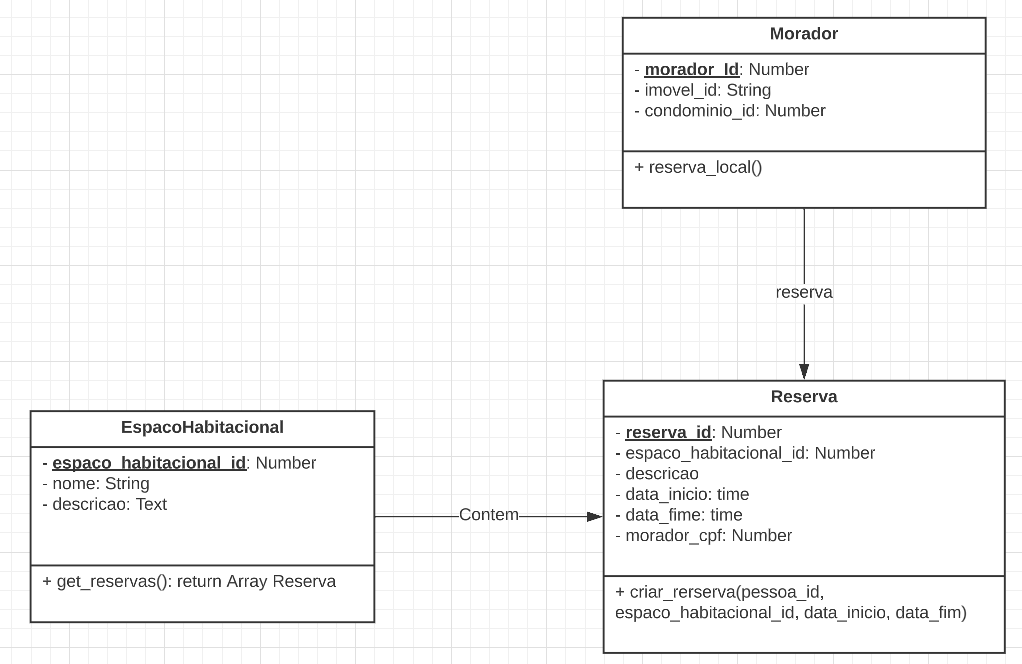 Morador
- morador_Id: Number
- imovel_id: String
- condominio_id: Number
+ reserva_local()
reserva
EspacoHabitacional
- espaco_habitacional_id: Number
- nome: String
- descricao: Text
+ get_reservas(): return Array Reserva
Contem
Reserva
- reserva_id: Number
- espaco_habitacional_id: Number
- descricao
- data_inicio: time
- data_fime: time
- morador_cpf: Number
+ criar_rerserva(pessoa_id,
espaco_habitacional_id, data_inicio, data_fim)